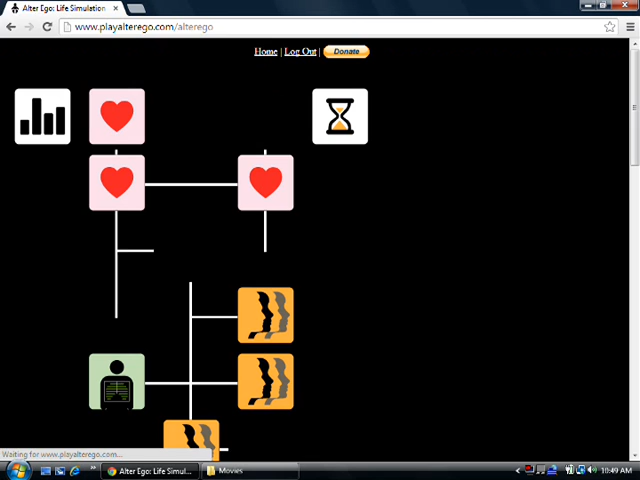 Alter Ego: Life Simulation
www.playalterego.com/alterego
Home | Log Out | Donate
Waiting for www.playalterego.com...
Alter Ego: Life Simul...
Movies
10:49 AM